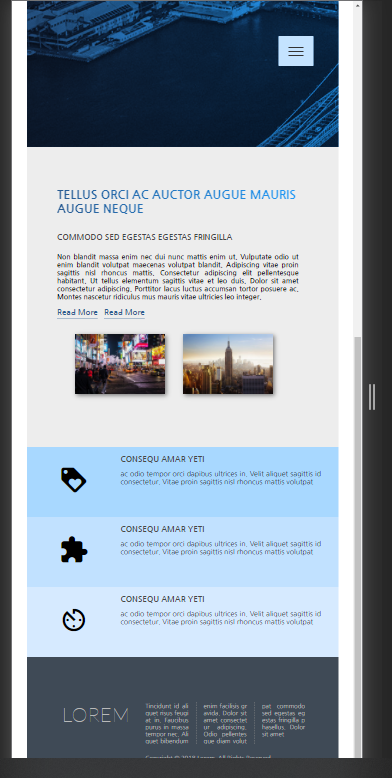 TELLUS ORCI AC AUCTOR AUGUE MAURIS
AUGUE NEQUE
COMMODO SED EGESTAS EGESTAS FRINGILLA
Non blandit massa enim nec dui nunc mattis enim ut. Vulputate odio ut
enim blandit volutpat maecenas volutpat blandit. Adipiscing vitae proin
sagittis nisl rhoncus mattis. Consectetur adipiscing elit pellentesque
habitant. Ut tellus elementum sagittis vitae et leo duis. Dolor sit amet
consectetur adipiscing. Porttitor lacus luctus accumsan tortor posuere ac.
Montes nascetur ridiculus mus mauris vitae ultricies leo integer.
Read More Read More
CONSEQU AMAR YETI
ac odio tempor orci dapibus ultrices in. Velit aliquet sagittis id
consectetur. Vitae proin sagittis nisl rhoncus mattis volutpat
CONSEQU AMAR YETI
ac odio tempor orci dapibus ultrices in. Velit aliquet sagittis id
consectetur. Vitae proin sagittis nisl rhoncus mattis volutpat
CONSEQU AMAR YETI
ac odio tempor orci dapibus ultrices in. Velit aliquet sagittis id
consectetur. Vitae proin sagittis nisl rhoncus mattis volutpat
LOREM
Tincidunt id ali
quet risus feugi
at in. Faucibus
purus in massa
tempor nec. Ali
quet bibendum
enim facilisis gr
avida. Dolor sit
amet consectet
ur adipiscing.
Odio pellentes
que diam volut
pat commodo
sed egestas eg
estas fringilla p
hasellus. Dolor
sit amet